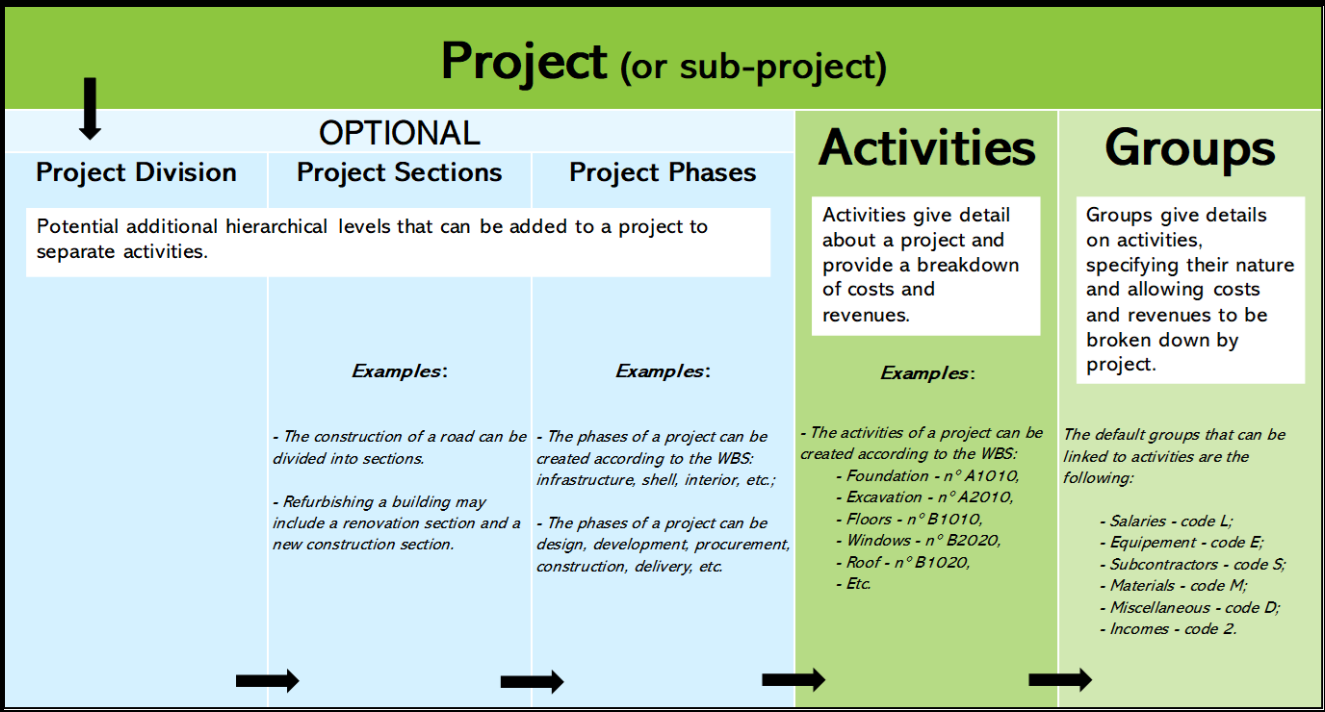 Project (or sub-project)
OPTIONAL
Project Division
Project Sections
Project Phases
Potential additional hierarchical levels that can be added to a project to
separate activities.
Examples:
- The construction of a road can be
divided into sections.
- Refurbishing a building may
include a renovation section and a
new construction section.
Examples:
- The phases of a project can be
created according to the WBS:
infrastructure, shell, interior, etc.;
- The phases of a project can be
design, development, procurement,
construction, delivery, etc.
Activities
Activities give detail
about a project and
provide a breakdown
of costs and
revenues.
Examples:
- The activities of a project can be
created according to the WBS:
- Foundation - n° A1010,
- Excavation - n° A2010,
- Floors - n° B1010,
- Windows - n° B2020,
- Roof - n° B1020,
- Etc.
Groups
Groups give details
on activities,
specifying their nature
and allowing costs
and revenues to be
broken down by
project.
The default groups that can be
linked to activities are the
following:
- Salaries - code L;
- Equipement - code E;
- Subcontractors - code S;
- Materials - code M;
- Miscellaneous - code D;
- Incomes - code 2.